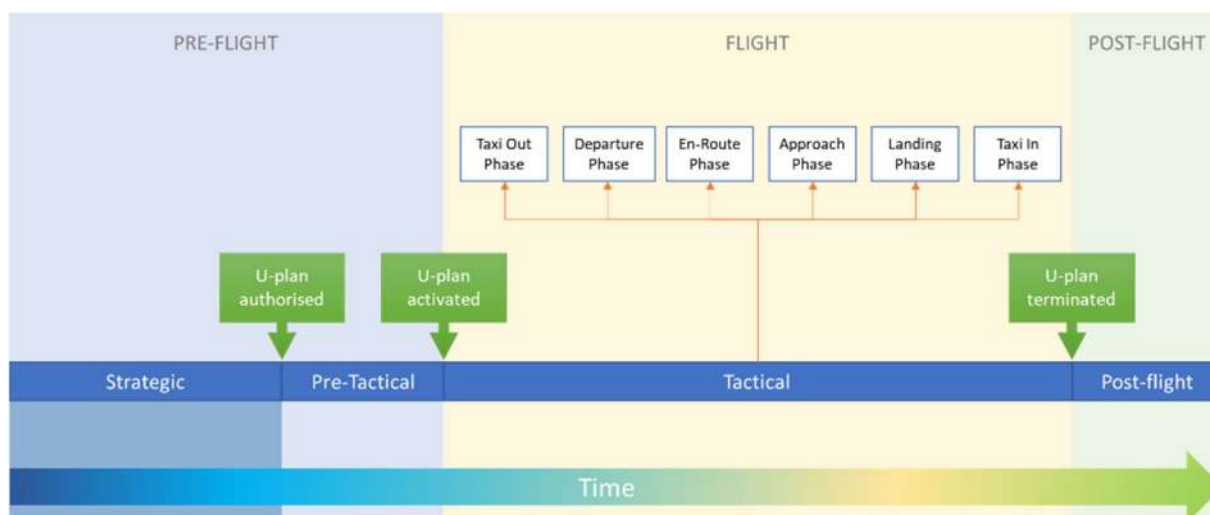 PRE-FLIGHT
FLIGHT
POST-FLIGHT
Taxi Out
Phase
Departure
Phase
En-Route
Phase
Approach
Phase
Landing
Phase
Taxi In
Phase
U-plan
authorised
U-plan
activated
U-plan
terminated
Strategic
Pre-Tactical
Tactical
Post-flight
Time